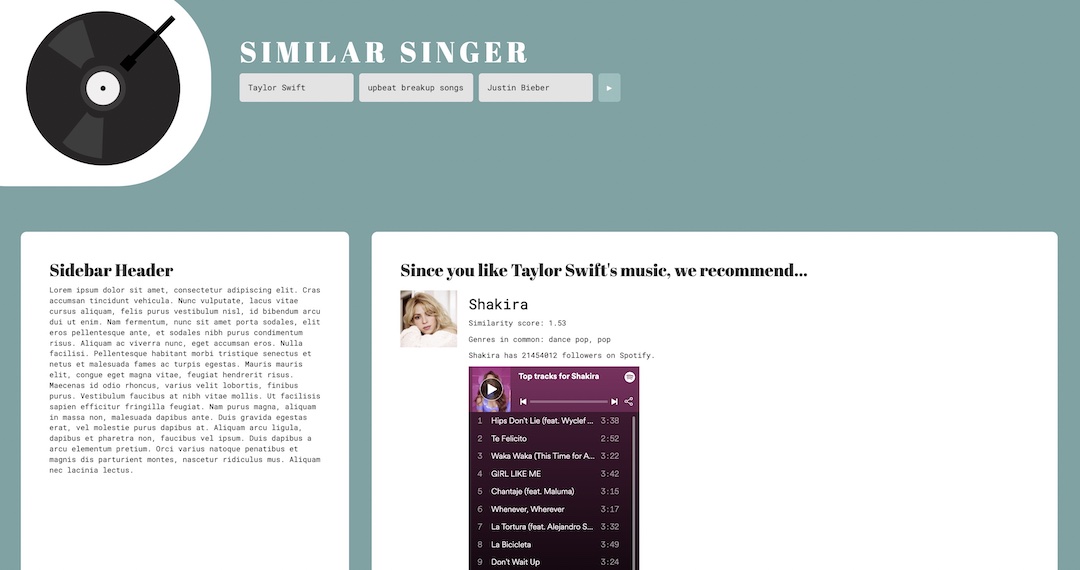 SIMILAR SINGER
Taylor Swift
upbeat breakup songs
Justin Bieber
Sidebar Header
Lorem ipsum dolor sit amet, consectetur adipiscing elit. Cras
accumsan tincidunt vehicula. Nunc vulputate, lacus vitae
cursus aliquam, felis purus vestibulum nisl, id bibendum arcu
dui ut enim. Nam fermentum, nunc sit amet porta sodales, elit
eros pellentesque ante, et sodales nibh purus condimentum
risus. Aliquam ac viverra nunc, eget accumsan eros. Nulla
facilisi. Pellentesque habitant morbi tristique senectus et
netus et malesuada fames ac turpis egestas. Mauris mauris
elit, congue eget magna vitae, feugiat hendrerit risus.
Maecenas id odio rhoncus, varius velit lobortis, finibus
purus. Vestibulum faucibus at nibh vitae mollis. Ut facilisis
sapien efficitur fringilla feugiat. Nam purus magna, aliquam
in massa non, malesuada dapibus ante. Duis gravida egestas
erat, vel molestie purus dapibus at. Aliquam arcu ligula,
dapibus et pharetra non, faucibus vel ipsum. Duis dapibus a
arcu elementum pretium. Orci varius natoque penatibus et
magnis dis parturient montes, nascetur ridiculus mus. Aliquam
nec lacinia lectus.
Since you like Taylor Swift's music, we recommend...
Shakira
Similarity score: 1.53
Genres in common: dance pop, pop
Shakira has 21454012 followers on Spotify.
Top tracks for Shakira
1 Hips Don't Lie (feat. Wyclef ... 3:38
2 Te Felicito 2:52
3 Waka Waka (This Time for A... 3:22
4 GIRL LIKE ME 3:42
5 Chantaje (feat. Maluma) 3:15
6 Whenever, Wherever 3:17
7 La Tortura (feat. Alejandro S... 3:32
8 La Bicicleta 3:49
9 Don't Wait Up 3:24